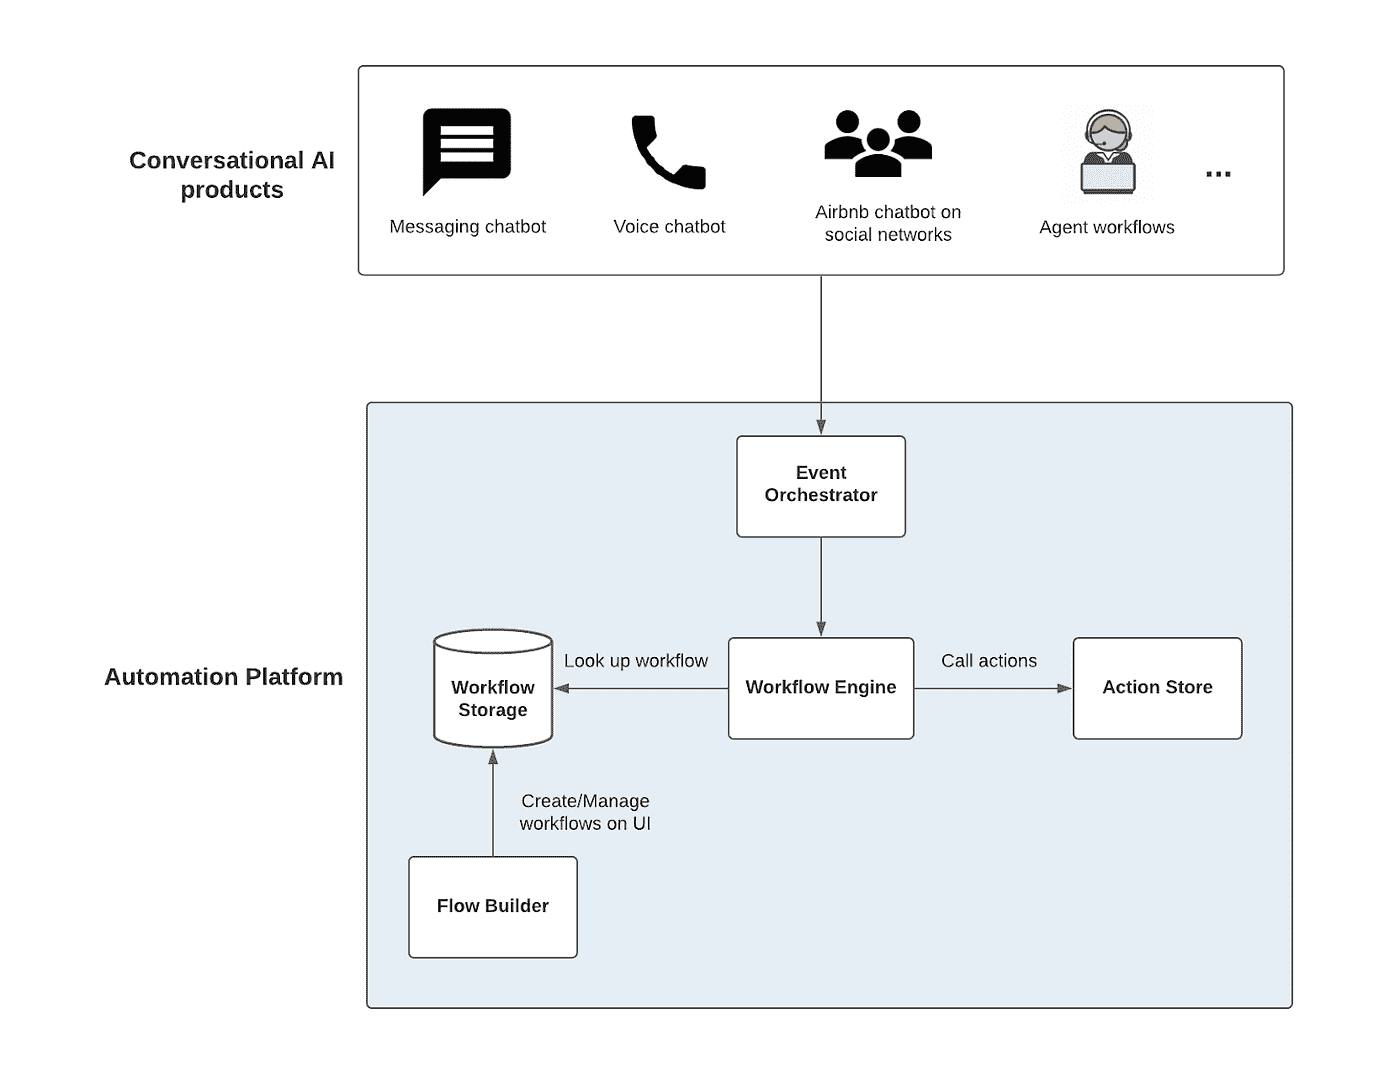 Conversational AI
products
Messaging chatbot
Voice chatbot
Airbnb chatbot on
social networks
Agent workflows
...
Event
Orchestrator
Automation Platform
Workflow
Storage
Look up workflow
Workflow Engine
Call actions
Action Store
Create/Manage
workflows on UI
Flow Builder